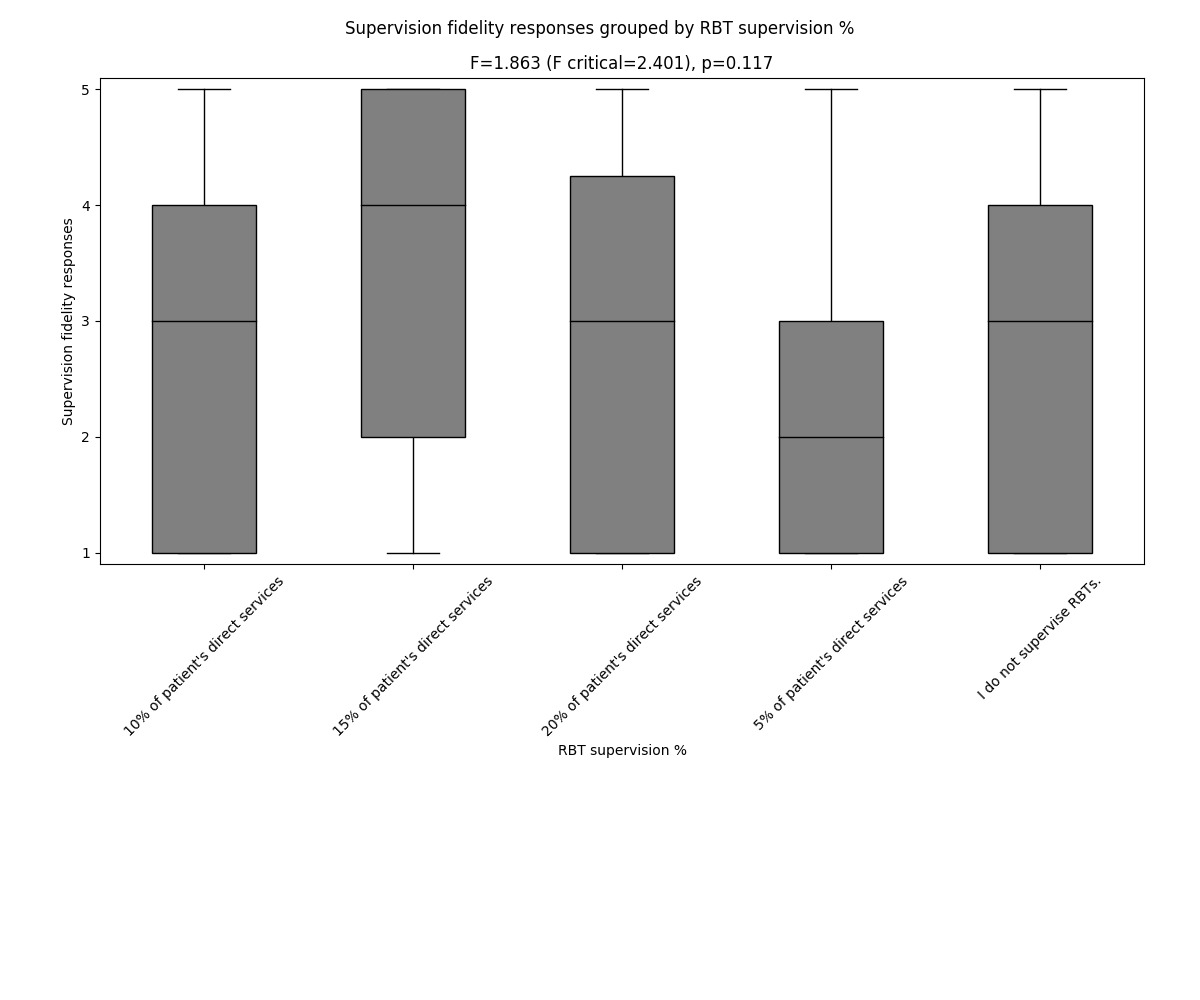 Supervision fidelity responses grouped by RBT supervision %
F=1.863 (F critical=2.401), p=0.117
Supervision fidelity responses
5
4
3
2
1
10% of patient's direct services
15% of patient's direct services
20% of patient's direct services
5% of patient's direct services
I do not supervise RBTs.
RBT supervision %